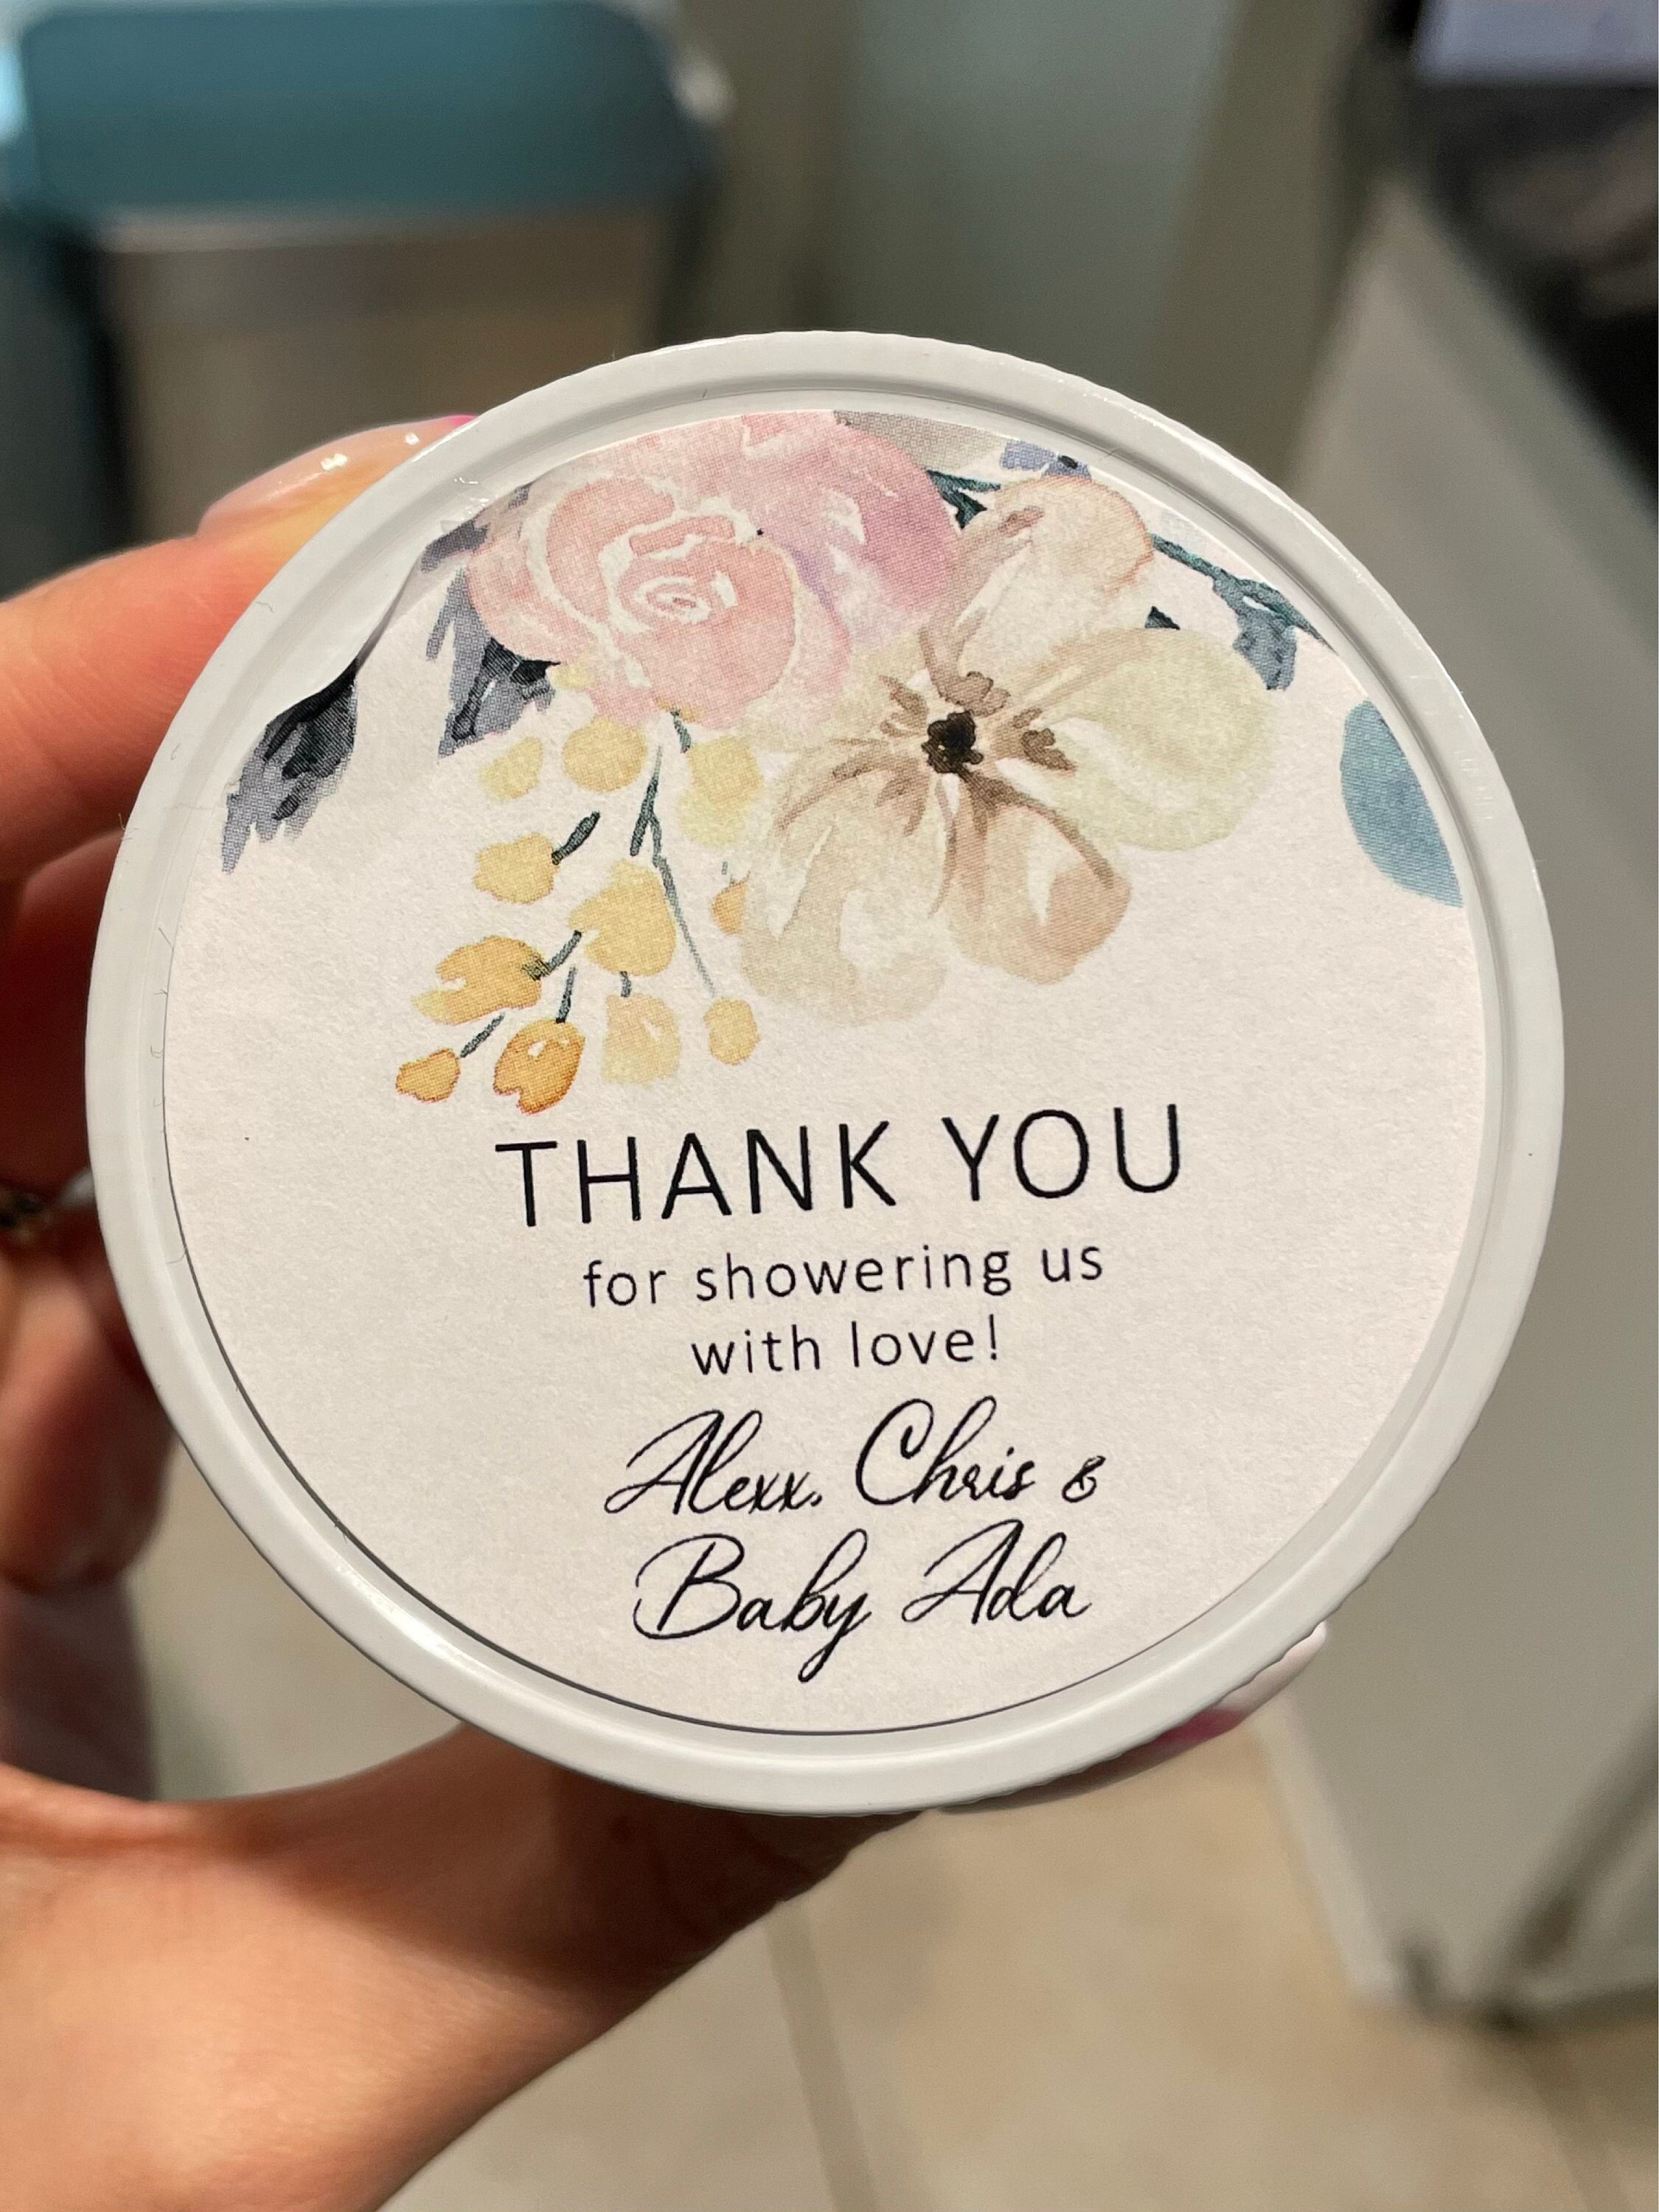 THANK YOU
for showering us
with love!
Alexx, Chris &
Baby Ada